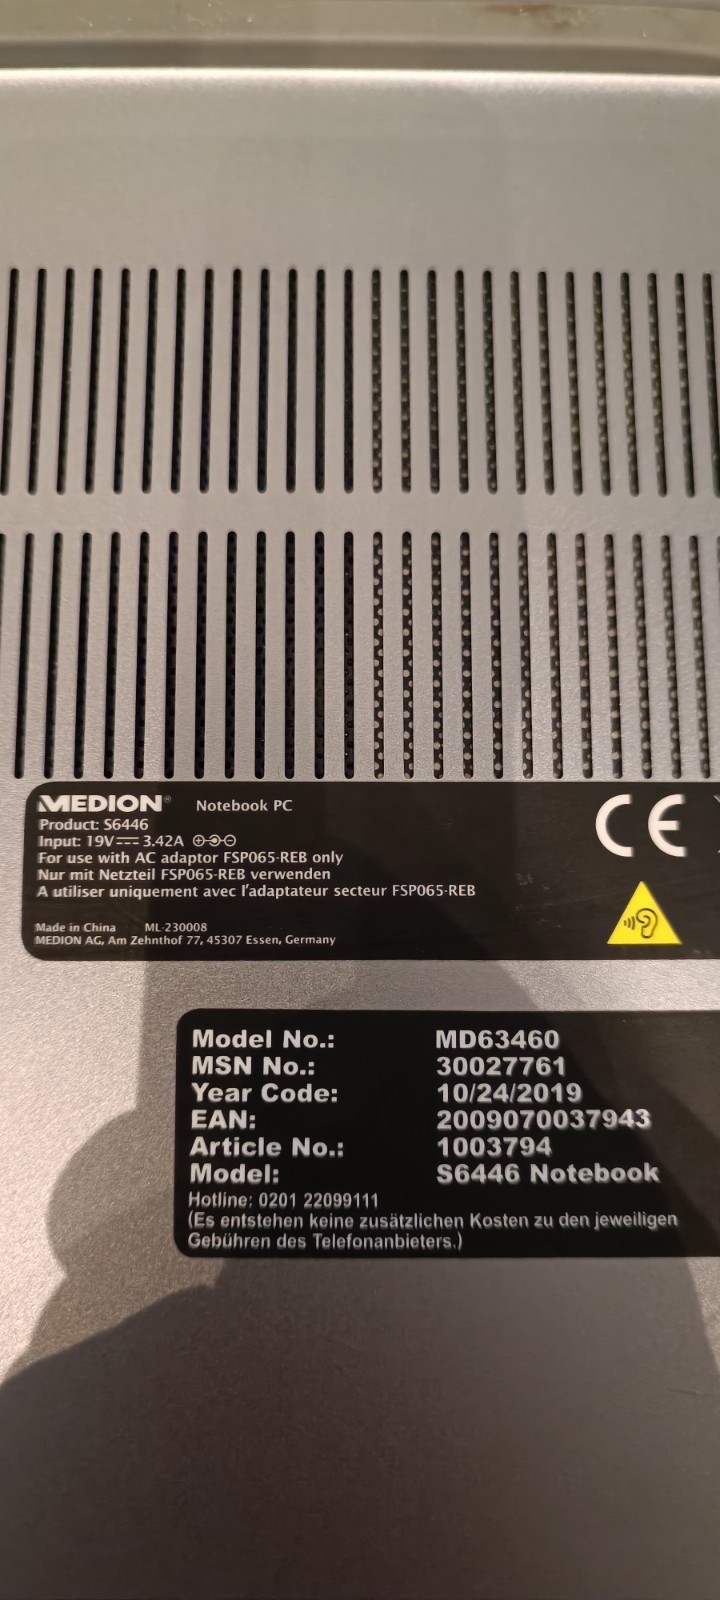 MEDION® Notebook PC
Product: S6446
Input: 19V⎓ 3.42A
For use with AC adaptor FSP065-REB only
Nur mit Netzteil FSP065-REB verwenden
A utiliser uniquement avec l'adaptateur secteur FSP065-REB
CE
Made in China ML-230008
MEDION AG, Am Zehnthof 77, 45307 Essen, Germany
Model No.: MD63460
MSN No.: 30027761
Year Code: 10/24/2019
EAN: 2009070037943
Article No.: 1003794
Model: S6446 Notebook
Hotline: 0201 22099111
(Es entstehen keine zusätzlichen Kosten zu den jeweiligen
Gebühren des Telefonanbieters.)